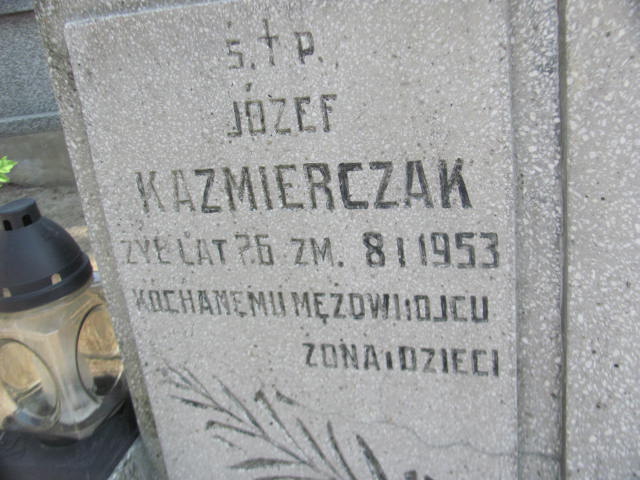 Ś.†P.
JÓZEF
KAZMIERCZAK
ŻYŁ LAT 76 ZM. 8 I 1953
KOCHANEMU MĘŻOWI I OJCU
ŻONA I DZIECI